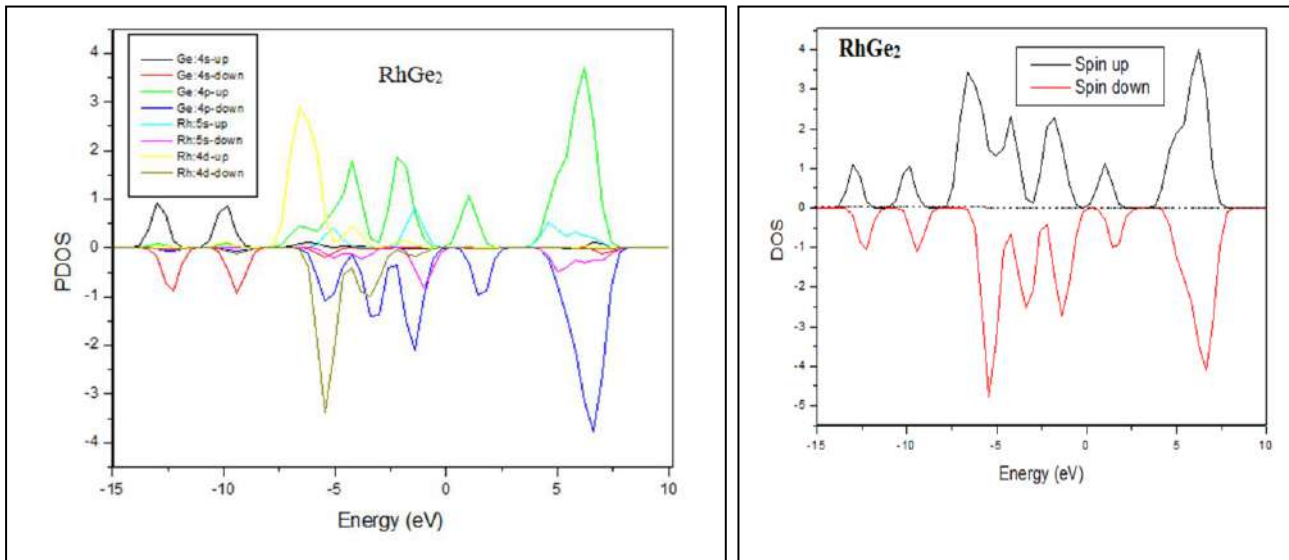 4
3
2
1
0
-1
-2
-3
-4
PDOS
Ge:4s-up
Ge:4s-down
Ge:4p-up
Ge:4p-down
Rh:5s-up
Rh:5s-down
Rh:4d-up
Rh:4d-down
RhGe₂
-15
-10
-5
0
5
10
Energy (eV)
RhGe₂
Spin up
Spin down
4
3
2
1
0
-1
-2
-3
-4
-5
DOS
-15
-10
-5
0
5
10
Energy (eV)